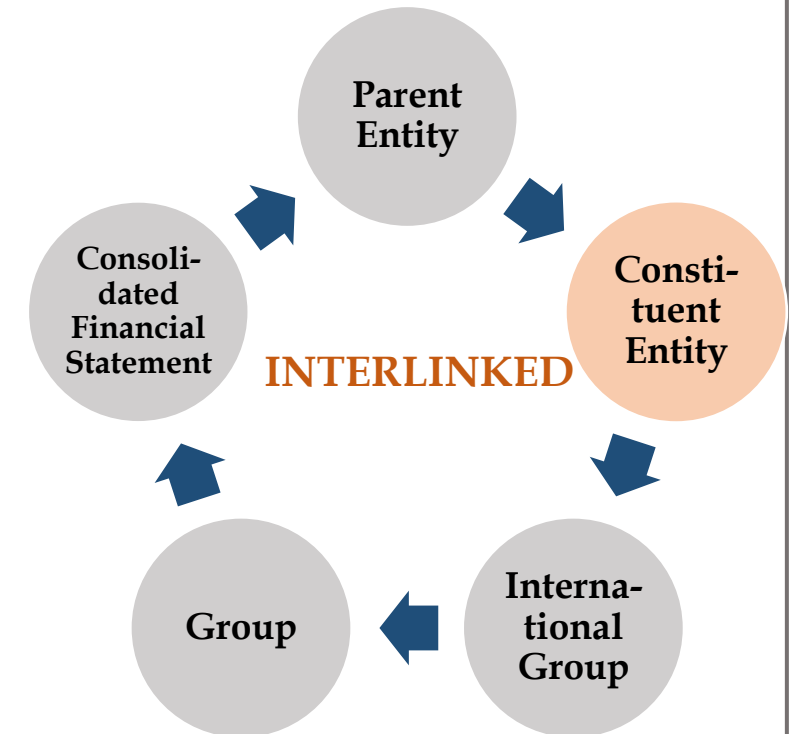 Parent
Entity
Consti-
tuent
Entity
Interna-
tional
Group
Group
Consoli-
dated
Financial
Statement
INTERLINKED